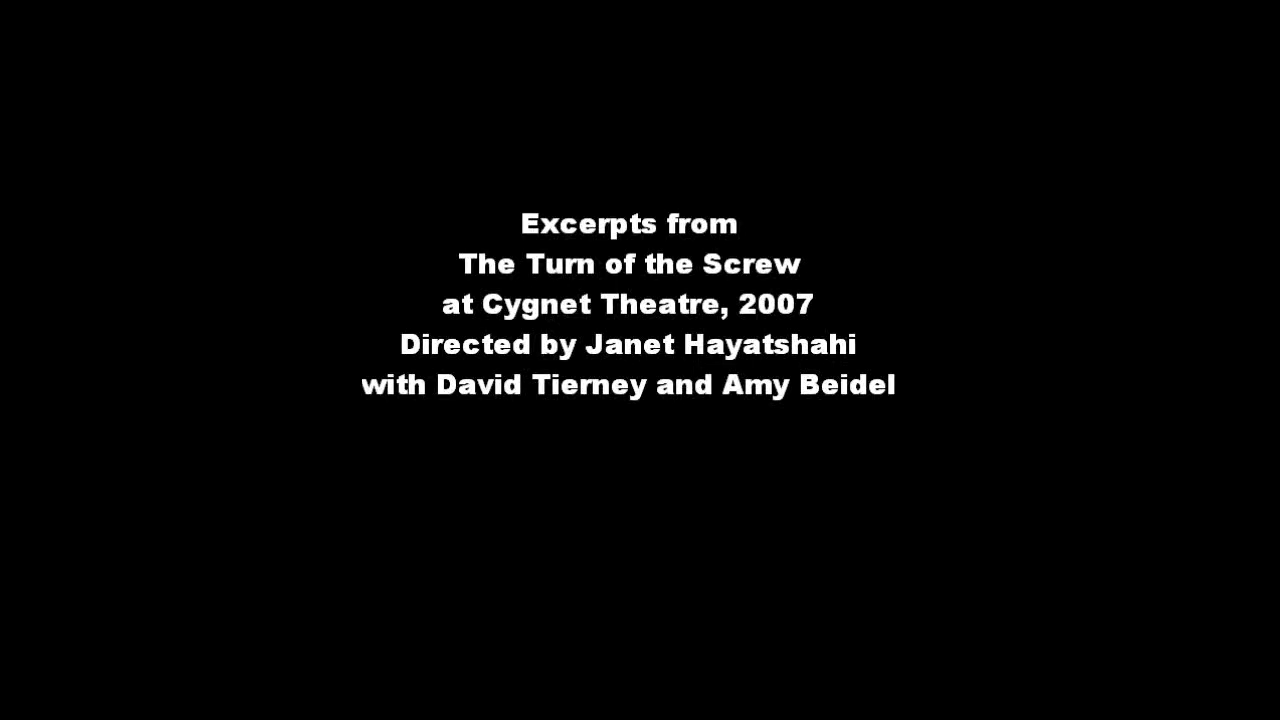 Excerpts from
The Turn of the Screw
at Cygnet Theatre, 2007
Directed by Janet Hayatshahi
with David Tierney and Amy Beidel